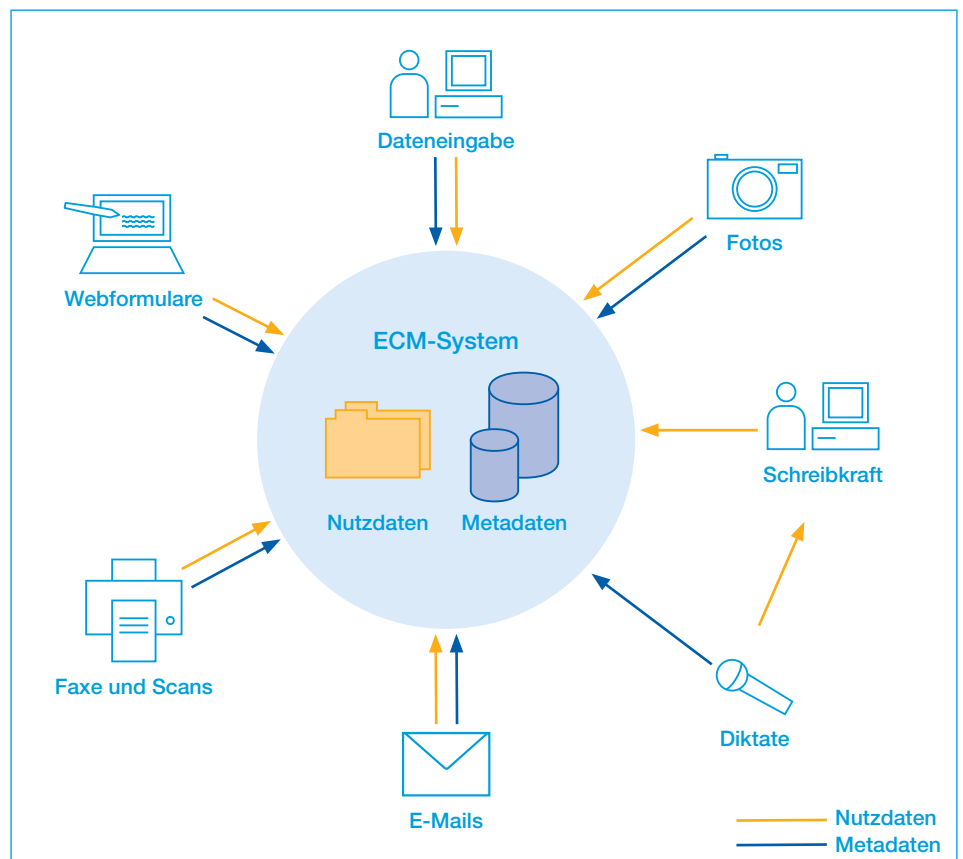 Dateneingabe
Fotos
Webformulare
ECM-System
Schreibkraft
Nutzdaten Metadaten
Faxe und Scans
Diktate
E-Mails
Nutzdaten
Metadaten